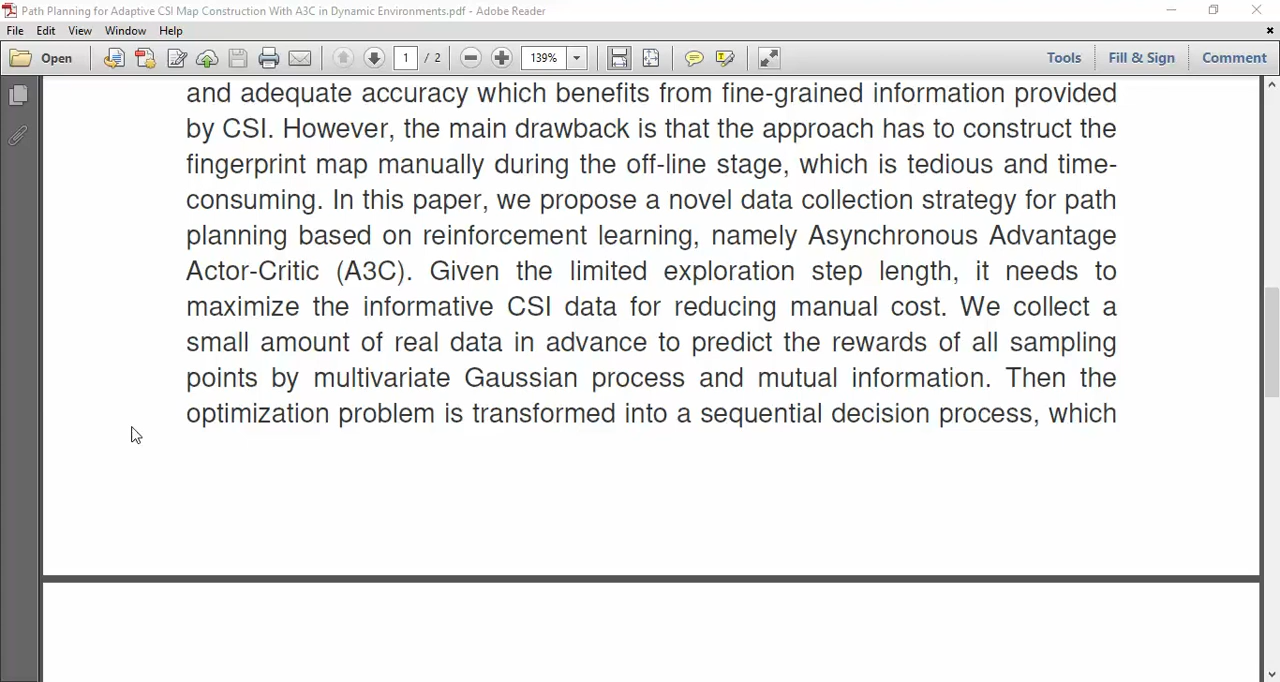 Path Planning for Adaptive CSI Map Construction With A3C in Dynamic Environments.pdf - Adobe Reader
File Edit View Window Help
Open 1 / 2 139% Tools Fill & Sign Comment
and adequate accuracy which benefits from fine-grained information provided
by CSI. However, the main drawback is that the approach has to construct the
fingerprint map manually during the off-line stage, which is tedious and time-
consuming. In this paper, we propose a novel data collection strategy for path
planning based on reinforcement learning, namely Asynchronous Advantage
Actor-Critic (A3C). Given the limited exploration step length, it needs to
maximize the informative CSI data for reducing manual cost. We collect a
small amount of real data in advance to predict the rewards of all sampling
points by multivariate Gaussian process and mutual information. Then the
optimization problem is transformed into a sequential decision process, which